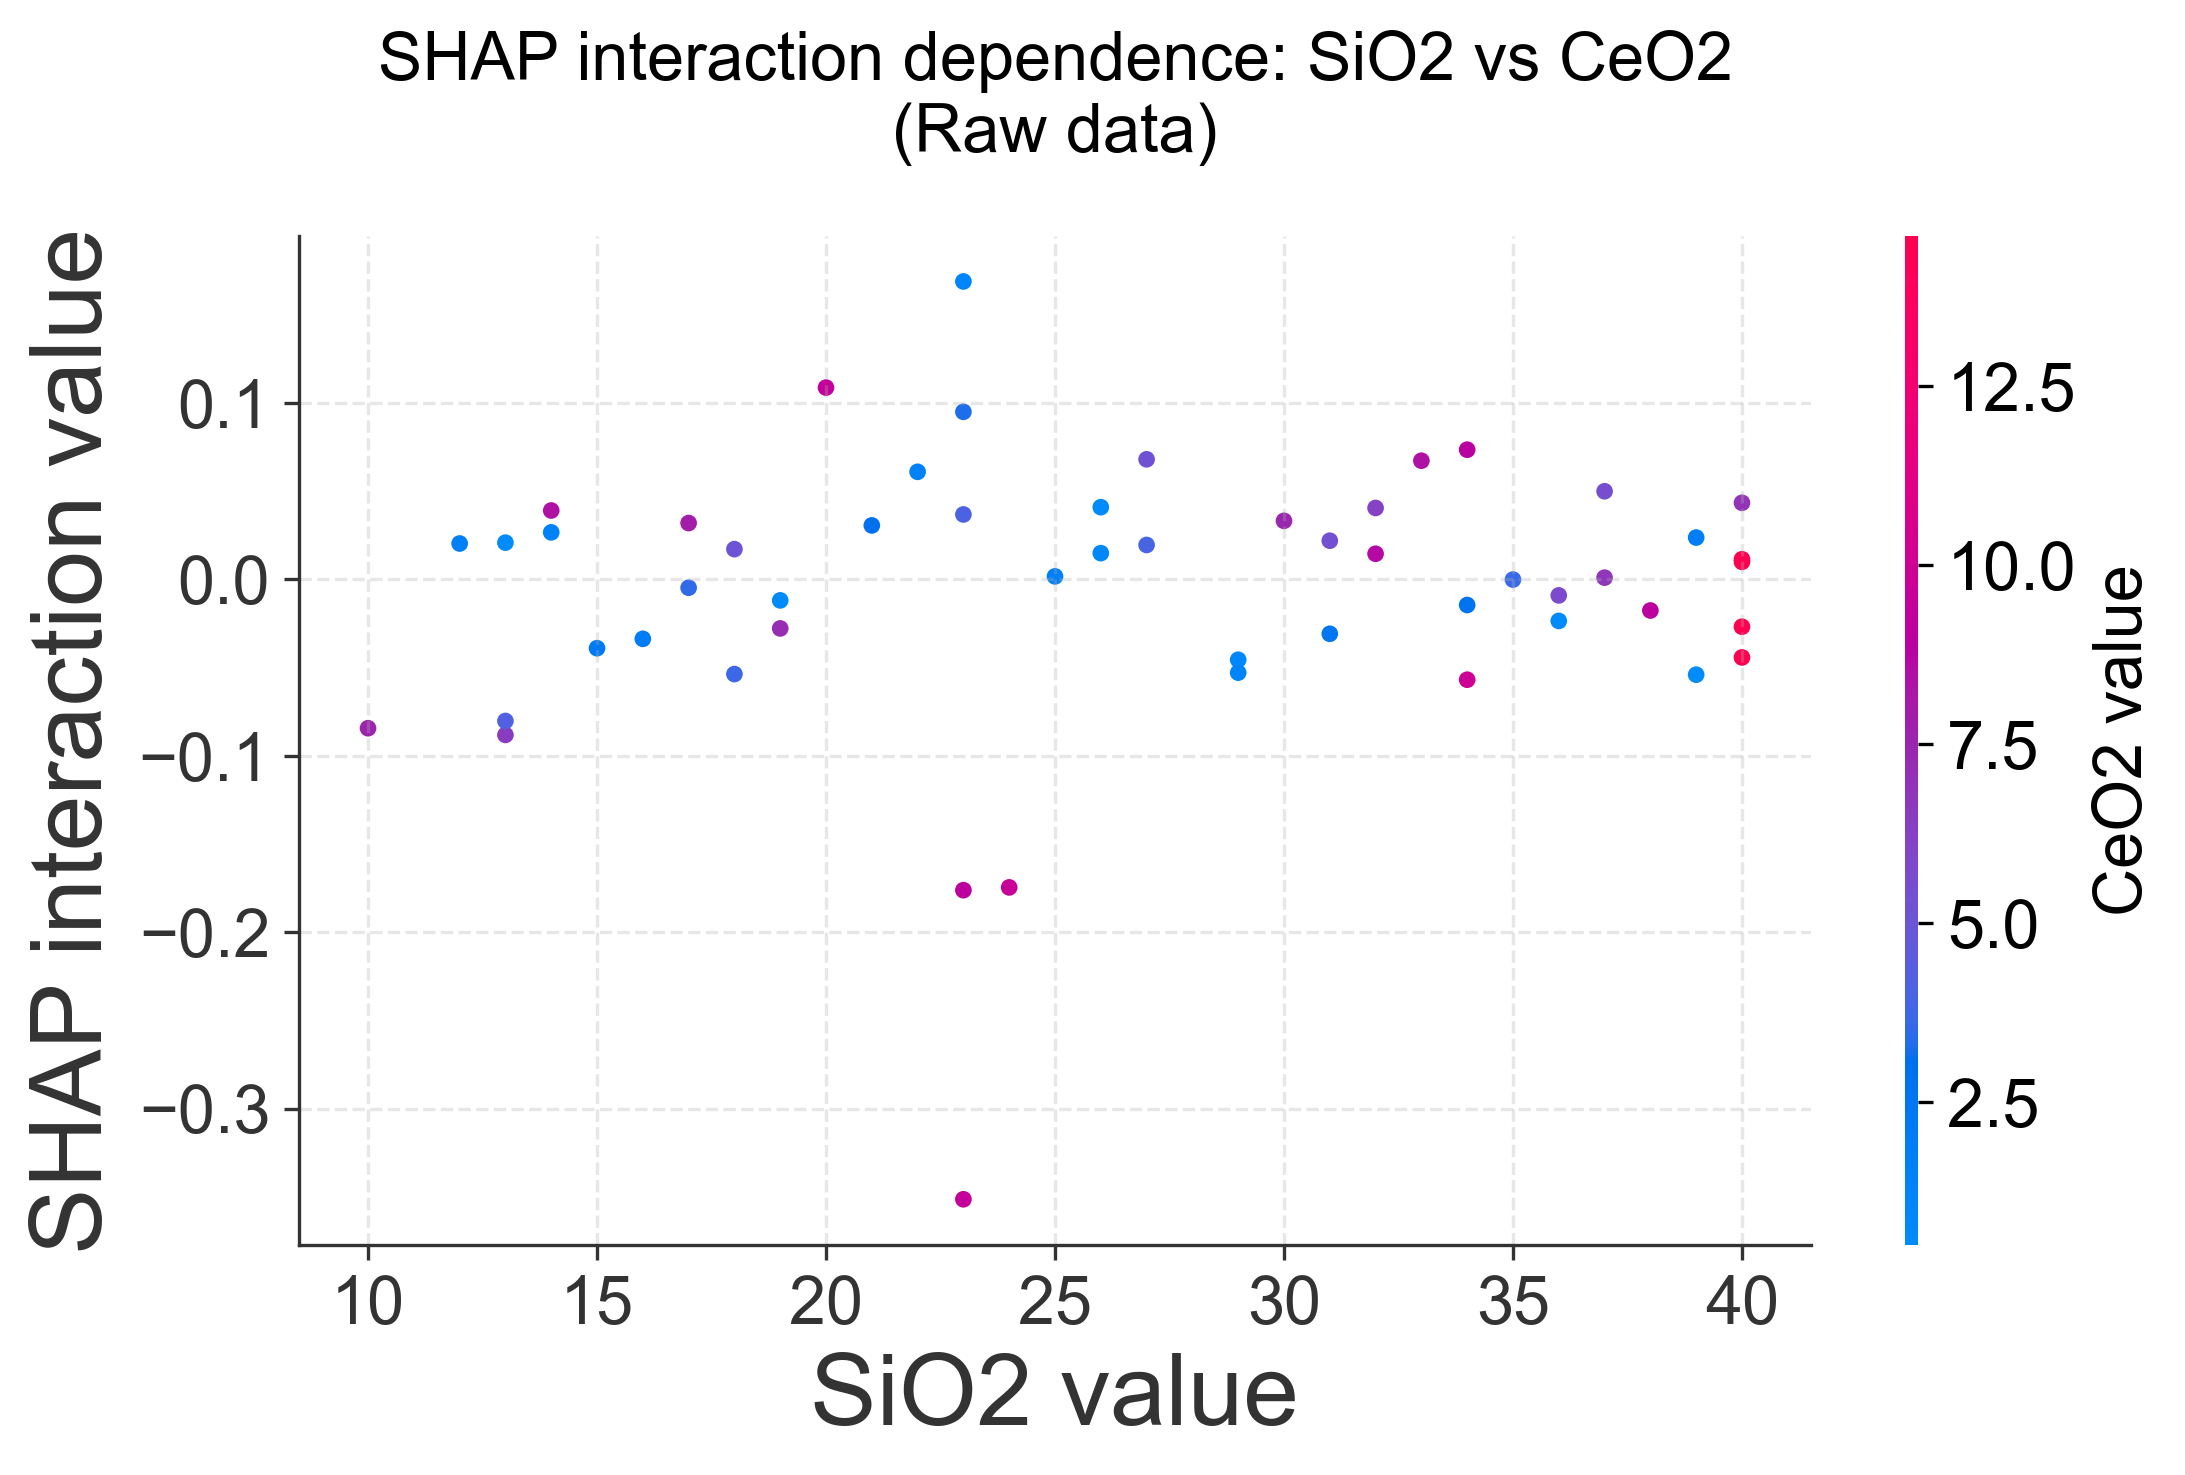 SHAP interaction dependence: SiO2 vs CeO2
(Raw data)
SHAP interaction value
0.1
0.0
−0.1
−0.2
−0.3
10 15 20 25 30 35 40
SiO2 value
12.5
10.0
7.5
5.0
2.5
CeO2 value